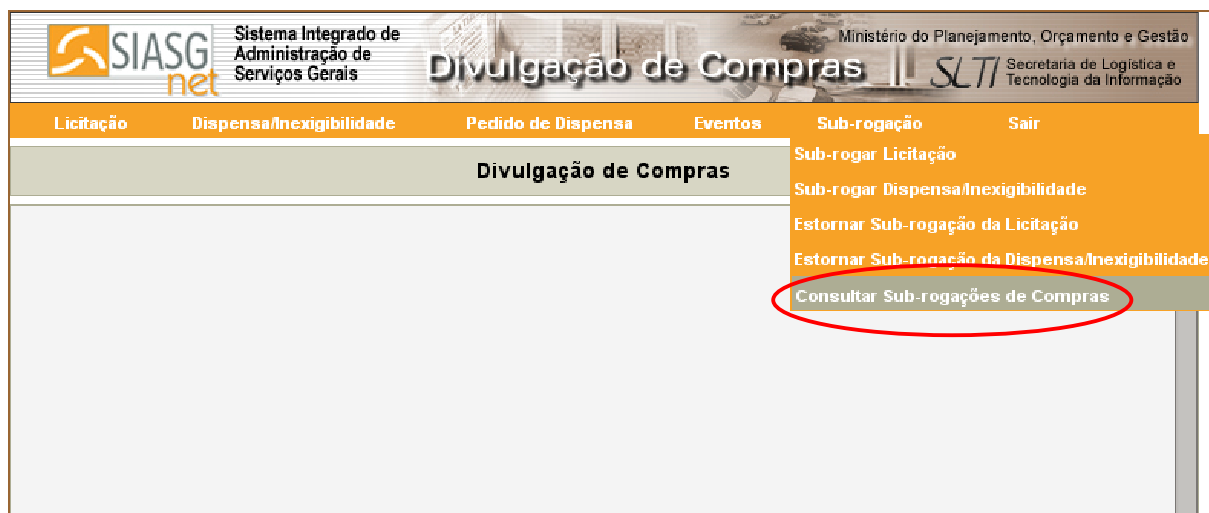 SIASG
net
Sistema Integrado de
Administração de
Serviços Gerais
Divulgação de Compras
Ministério do Planejamento, Orçamento e Gestão
SLTI
Secretaria de Logística e
Tecnologia da Informação
Licitação Dispensa/Inexigibilidade Pedido de Dispensa Eventos Sub-rogação Sair
Divulgação de Compras
Sub-rogar Licitação
Sub-rogar Dispensa/Inexigibilidade
Estornar Sub-rogação da Licitação
Estornar Sub-rogação da Dispensa/Inexigibilidade
Consultar Sub-rogações de Compras